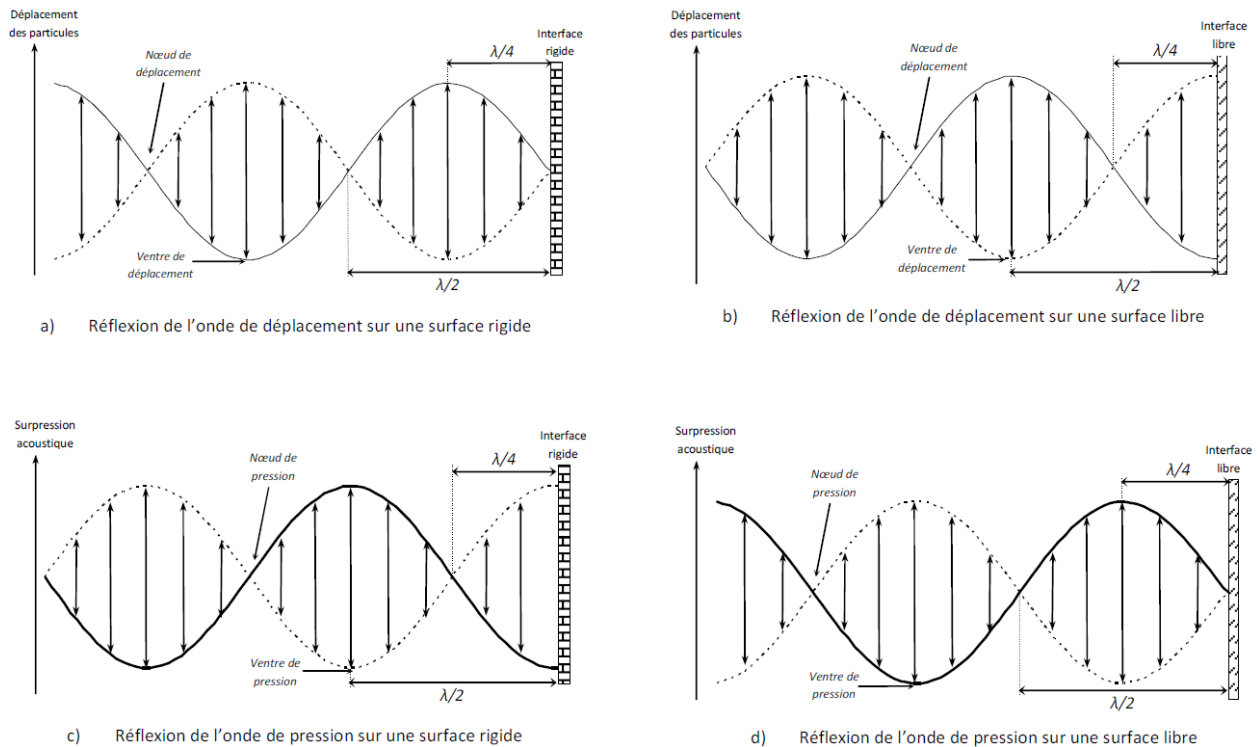 Déplacement
des particules
Nœud de
déplacement
λ/4
Interface
rigide
Ventre de
déplacement
λ/2
a) Réflexion de l'onde de déplacement sur une surface rigide
Déplacement
des particules
Nœud de
déplacement
λ/4
Interface
libre
Ventre de
déplacement
λ/2
b) Réflexion de l'onde de déplacement sur une surface libre
Surpression
acoustique
Nœud de
pression
λ/4
Interface
rigide
Ventre de
pression
λ/2
c) Réflexion de l'onde de pression sur une surface rigide
Surpression
acoustique
Nœud de
pression
λ/4
Interface
libre
Ventre de
pression
λ/2
d) Réflexion de l'onde de pression sur une surface libre